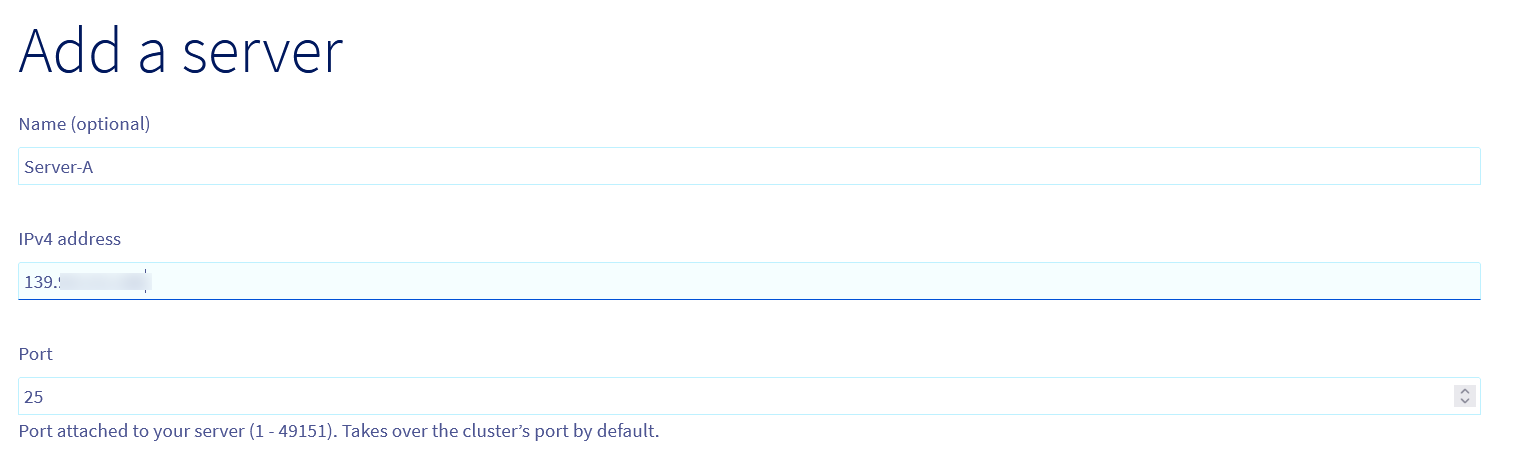 Add a server
Name (optional)
Server-A
IPv4 address
139.
Port
25
Port attached to your server (1 - 49151). Takes over the cluster’s port by default.